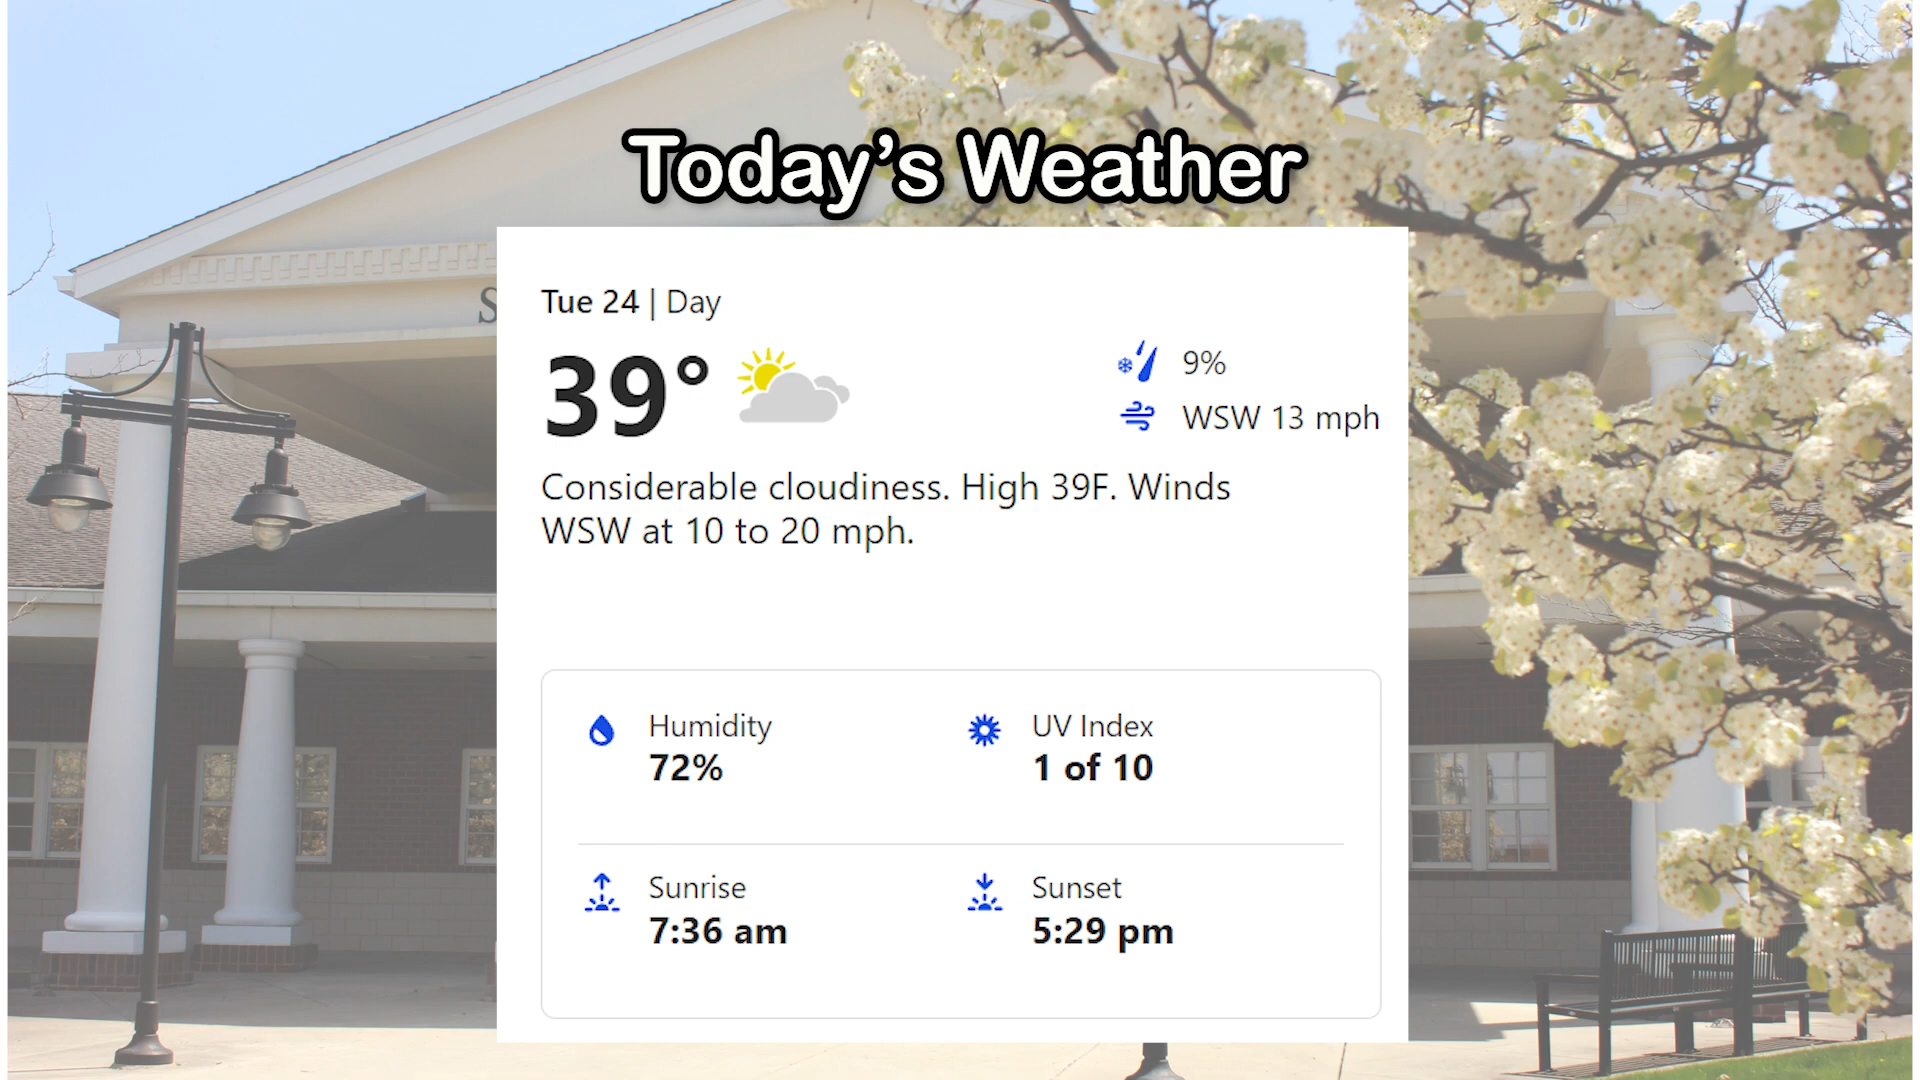 Today's Weather
S
Tue 24 | Day
39°
9%
WSW 13 mph
Considerable cloudiness. High 39F. Winds
WSW at 10 to 20 mph.
Humidity
72%
UV Index
1 of 10
Sunrise
7:36 am
Sunset
5:29 pm